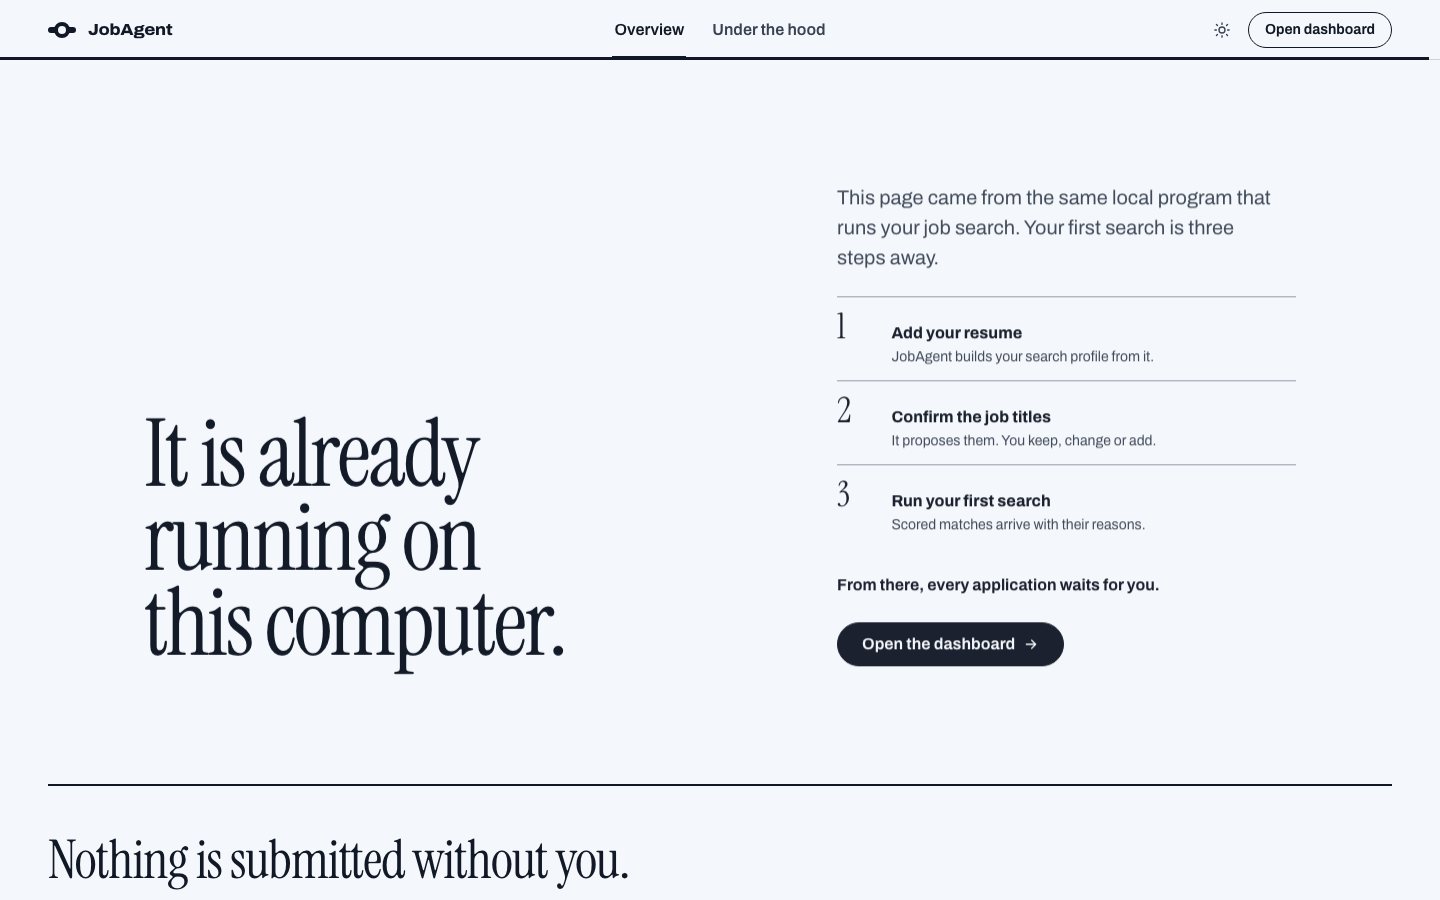 JobAgent
Overview
Under the hood
Open dashboard
It is already
running on
this computer.
This page came from the same local program that
runs your job search. Your first search is three
steps away.
1
Add your resume
JobAgent builds your search profile from it.
2
Confirm the job titles
It proposes them. You keep, change or add.
3
Run your first search
Scored matches arrive with their reasons.
From there, every application waits for you.
Open the dashboard →
Nothing is submitted without you.